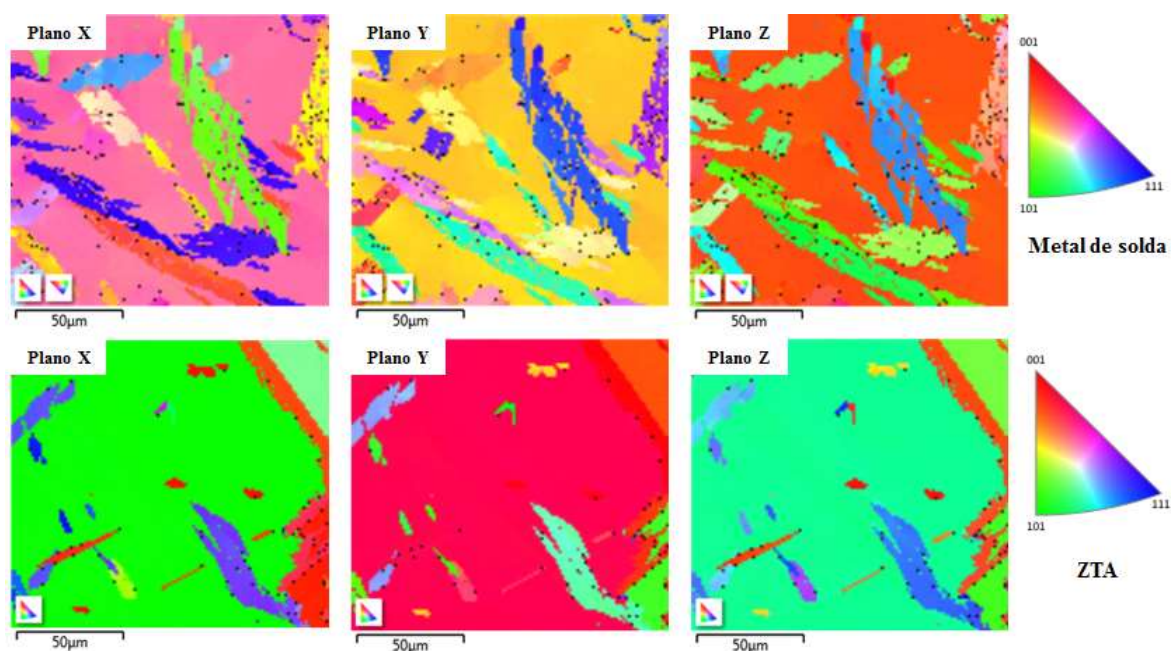 Plano X
Plano Y
Plano Z
001
101
111
Metal de solda
50µm
50µm
50µm
Plano X
Plano Y
Plano Z
001
101
111
ZTA
50µm
50µm
50µm